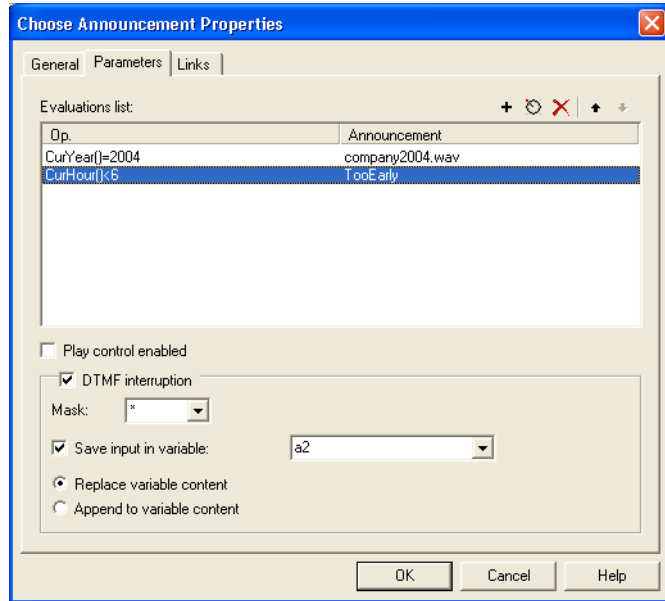 Choose Announcement Properties
General Parameters Links
Evaluations list:
Op. Announcement
CurYear()=2004 company2004.wav
CurHour()<6 TooEarly
Play control enabled
DTMF interruption
Mask: *
Save input in variable: a2
Replace variable content
Append to variable content
OK Cancel Help